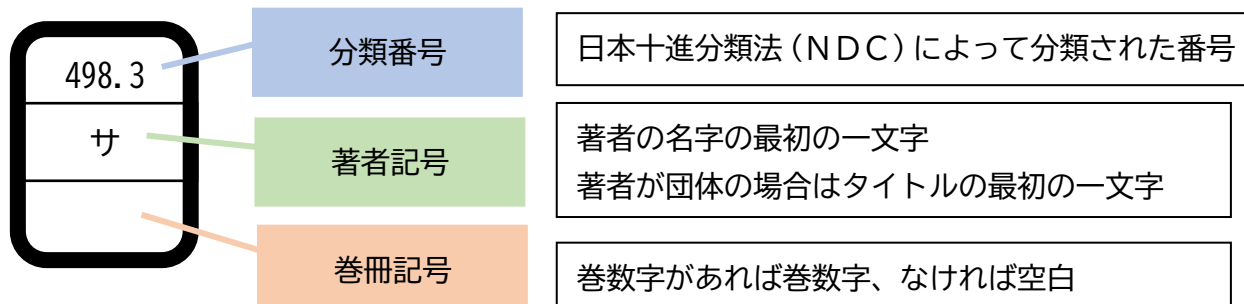 498.3
サ
分類番号
日本十進分類法(ＮＤＣ)によって分類された番号
著者記号
著者の名字の最初の一文字
著者が団体の場合はタイトルの最初の一文字
巻冊記号
巻数字があれば巻数字、なければ空白